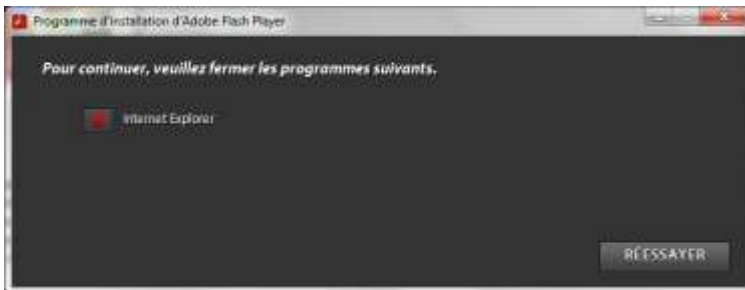 Programme d'installation d'Adobe Flash Player
Pour continuer, veuillez fermer les programmes suivants.
Internet Explorer
RÉESSAYER